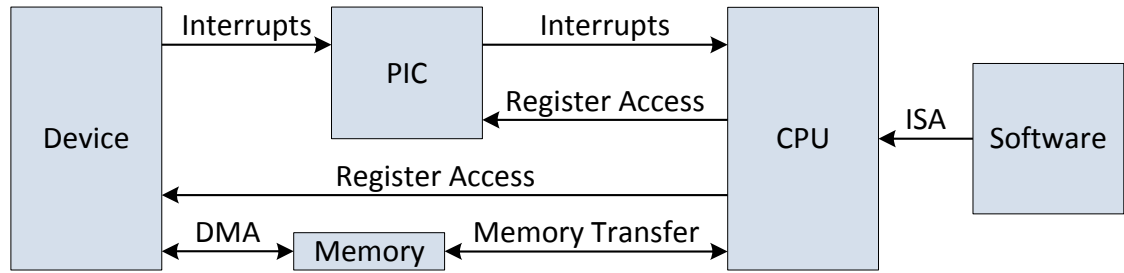 Interrupts
Interrupts
PIC
Register Access
Device
CPU
ISA
Software
Register Access
DMA
Memory
Memory Transfer